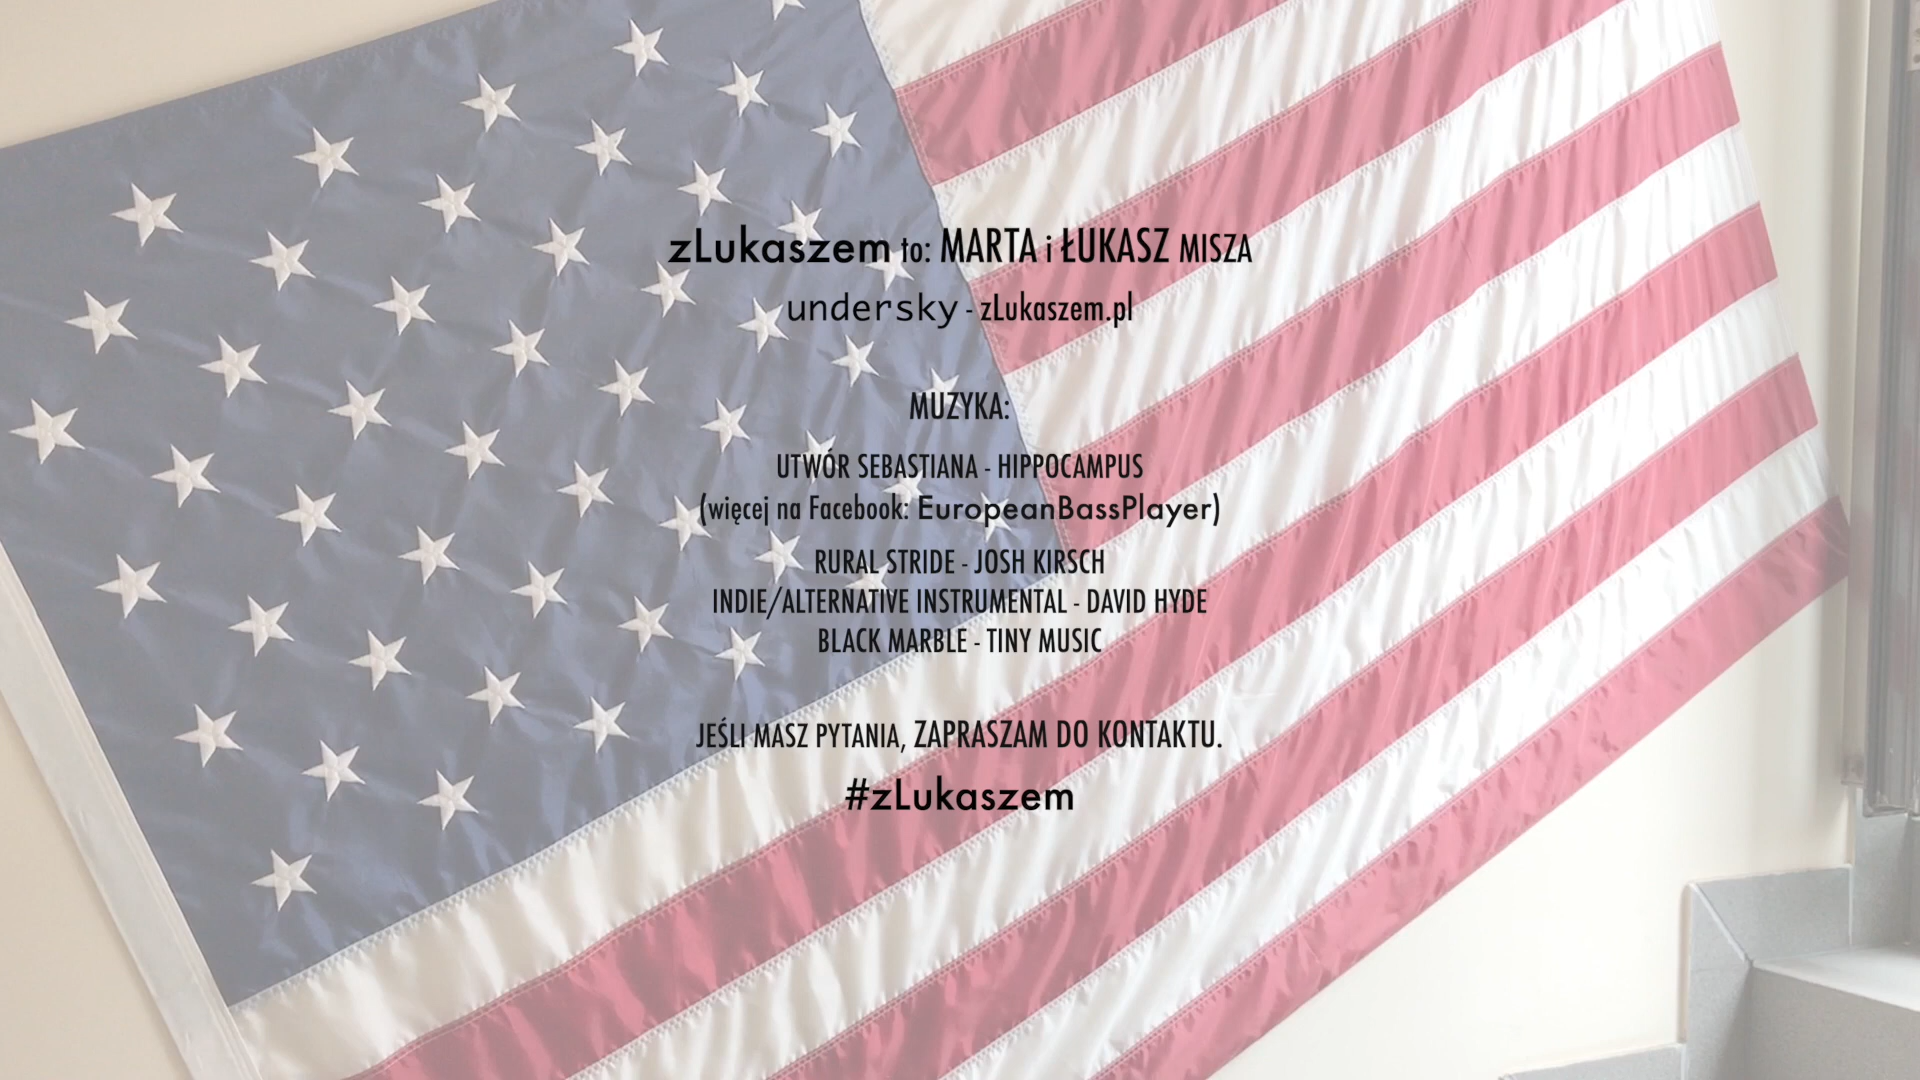 zLukaszem to: MARTA i ŁUKASZ MISZA
undersky - zLukaszem.pl
MUZYKA:
UTWÓR SEBASTIANA - HIPPOCAMPUS
(więcej na Facebook: EuropeanBassPlayer)
RURAL STRIDE - JOSH KIRSCH
INDIE/ALTERNATIVE INSTRUMENTAL - DAVID HYDE
BLACK MARBLE - TINY MUSIC
JEŚLI MASZ PYTANIA, ZAPRASZAM DO KONTAKTU.
#zLukaszem